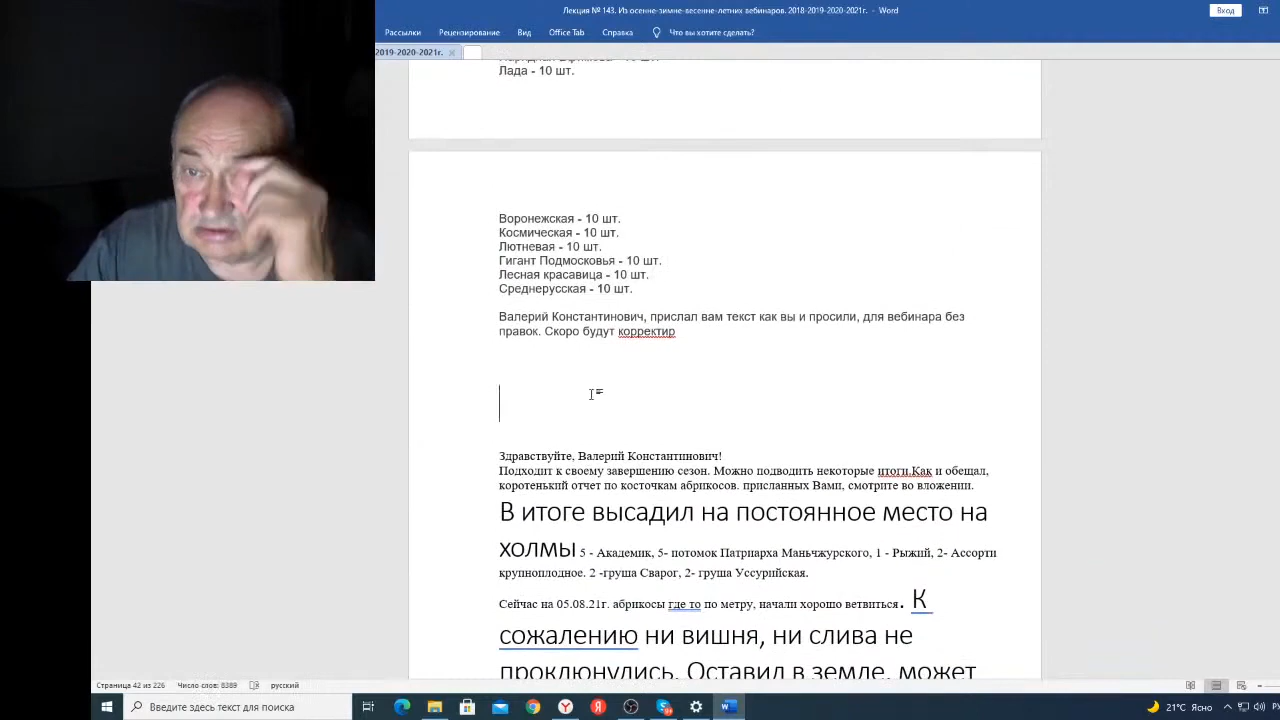 Лекция № 143. Из осенне-зимне-весенне-летних вебинаров. 2018-2019-2020-2021г. - Word
Вход
Рассылки Рецензирование Вид Office Tab Справка Что вы хотите сделать?
2019-2020-2021г.
Лада - 10 шт.
Воронежская - 10 шт.
Космическая - 10 шт.
Лютневая - 10 шт.
Гигант Подмосковья - 10 шт.
Лесная красавица - 10 шт.
Среднерусская - 10 шт.
Валерий Константинович, прислал вам текст как вы и просили, для вебинара без
правок. Скоро будут корректир
Здравствуйте, Валерий Константинович!
Подходит к своему завершению сезон. Можно подводить некоторые итоги.Как и обещал,
коротенький отчет по косточкам абрикосов. присланных Вами, смотрите во вложении.
В итоге высадил на постоянное место на
холмы 5 - Академик, 5- потомок Патриарха Маньчжурского, 1 - Рыжий, 2- Ассорти
крупноплодное. 2 -груша Сварог, 2- груша Уссурийская.
Сейчас на 05.08.21г. абрикосы где то по метру, начали хорошо ветвиться. К
сожалению ни вишня, ни слива не
проклюнулись. Оставил в земле, может
Страница 42 из 226 Число слов: 8389 русский
Введите здесь текст для поиска
21°C Ясно